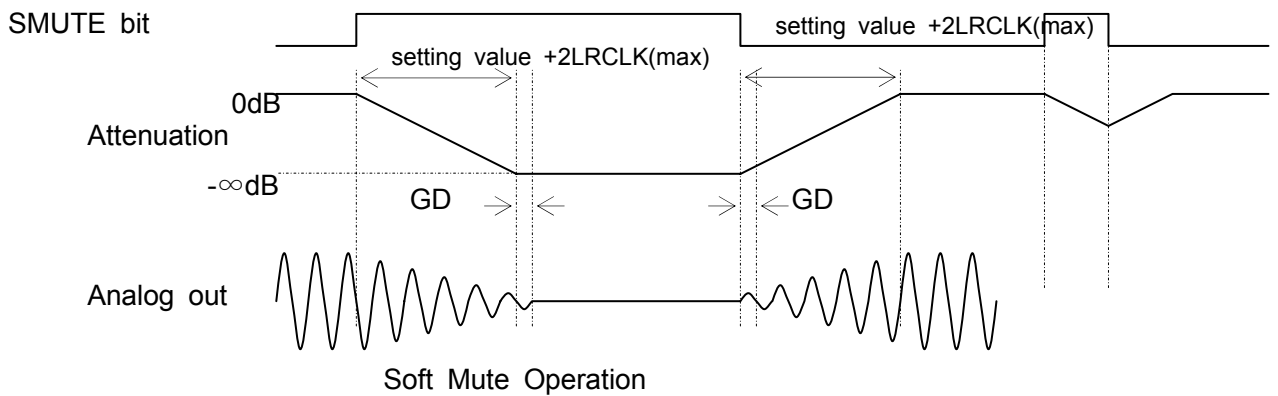 SMUTE bit
setting value +2LRCLK(max)
setting value +2LRCLK(max)
0dB
Attenuation
-∞dB
GD
GD
Analog out
Soft Mute Operation